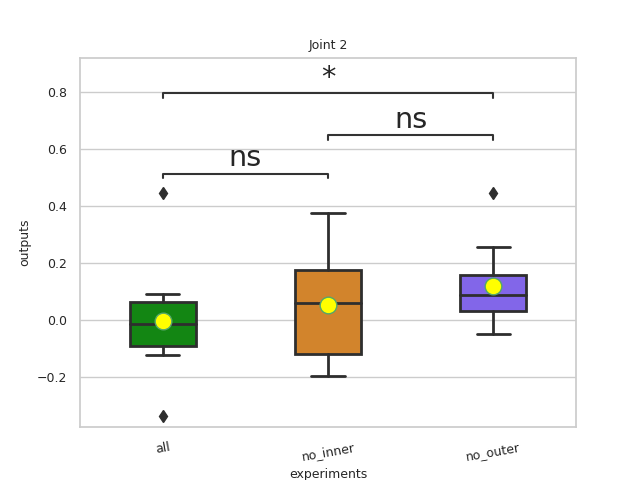 Joint 2
*
ns
ns
outputs
0.8
0.6
0.4
0.2
0.0
−0.2
all
no_inner
no_outer
experiments